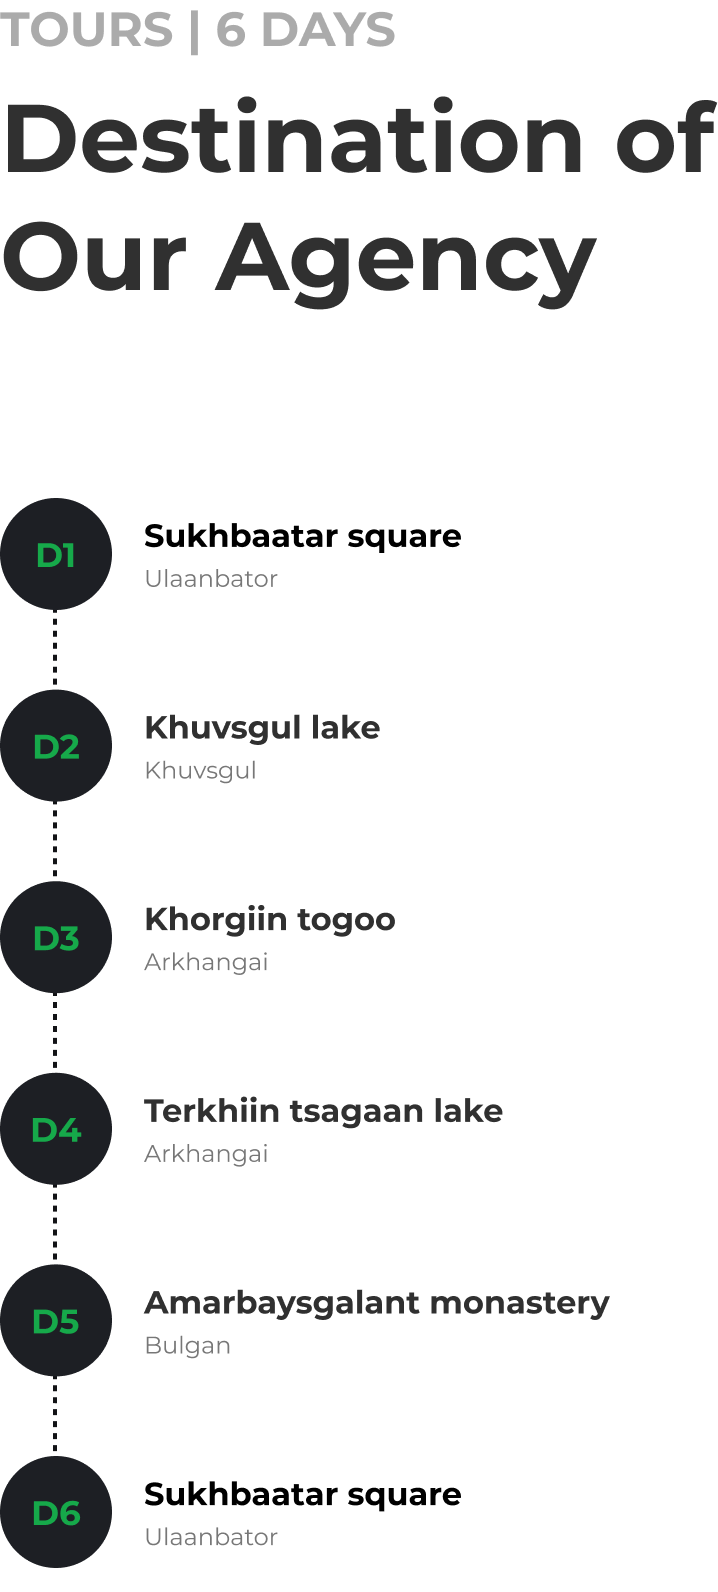 TOURS | 6 DAYS
Destination of
Our Agency
D1
Sukhbaatar square
Ulaanbator
D2
Khuvsgul lake
Khuvsgul
D3
Khorgiin togoo
Arkhangai
D4
Terkhiin tsagaan lake
Arkhangai
D5
Amarbaysgalant monastery
Bulgan
D6
Sukhbaatar square
Ulaanbator